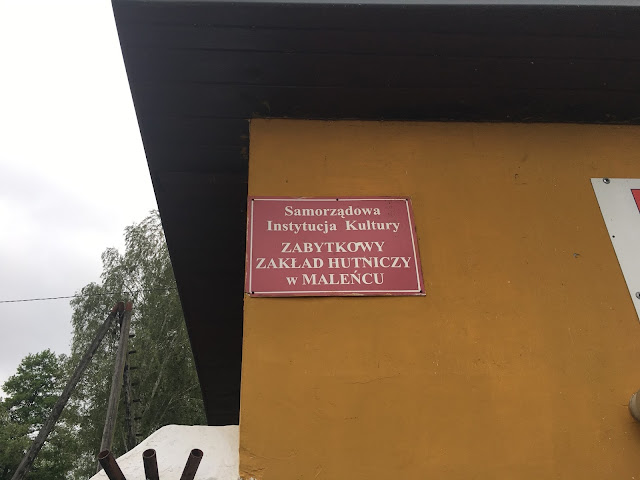 Samorządowa
Instytucja Kultury
ZABYTKOWY
ZAKŁAD HUTNICZY
w MALEŃCU